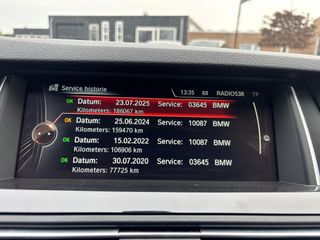 Service historie
13:35 RADIO538 TP
OK Datum: 23.07.2025 Service: 03645 BMW
Kilometers: 186067 km
OK Datum: 25.06.2024 Service: 10087 BMW
Kilometers: 159470 km
OK Datum: 15.02.2022 Service: 10087 BMW
Kilometers: 106906 km
OK Datum: 30.07.2020 Service: 03645 BMW
Kilometers: 77725 km